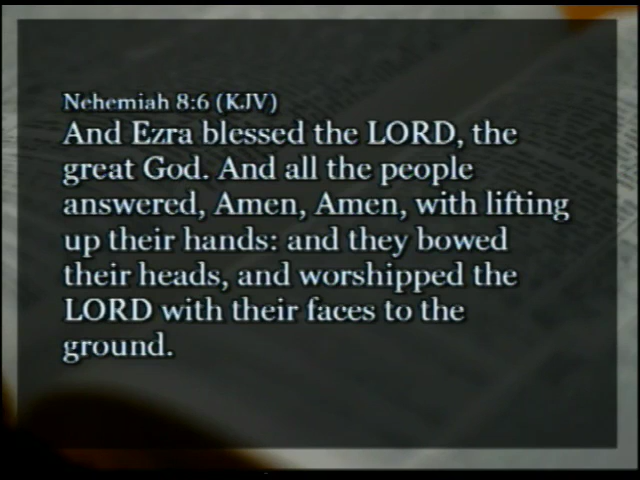 Nehemiah 8:6 (KJV)
And Ezra blessed the LORD, the
great God. And all the people
answered, Amen, Amen, with lifting
up their hands: and they bowed
their heads, and worshipped the
LORD with their faces to the
ground.